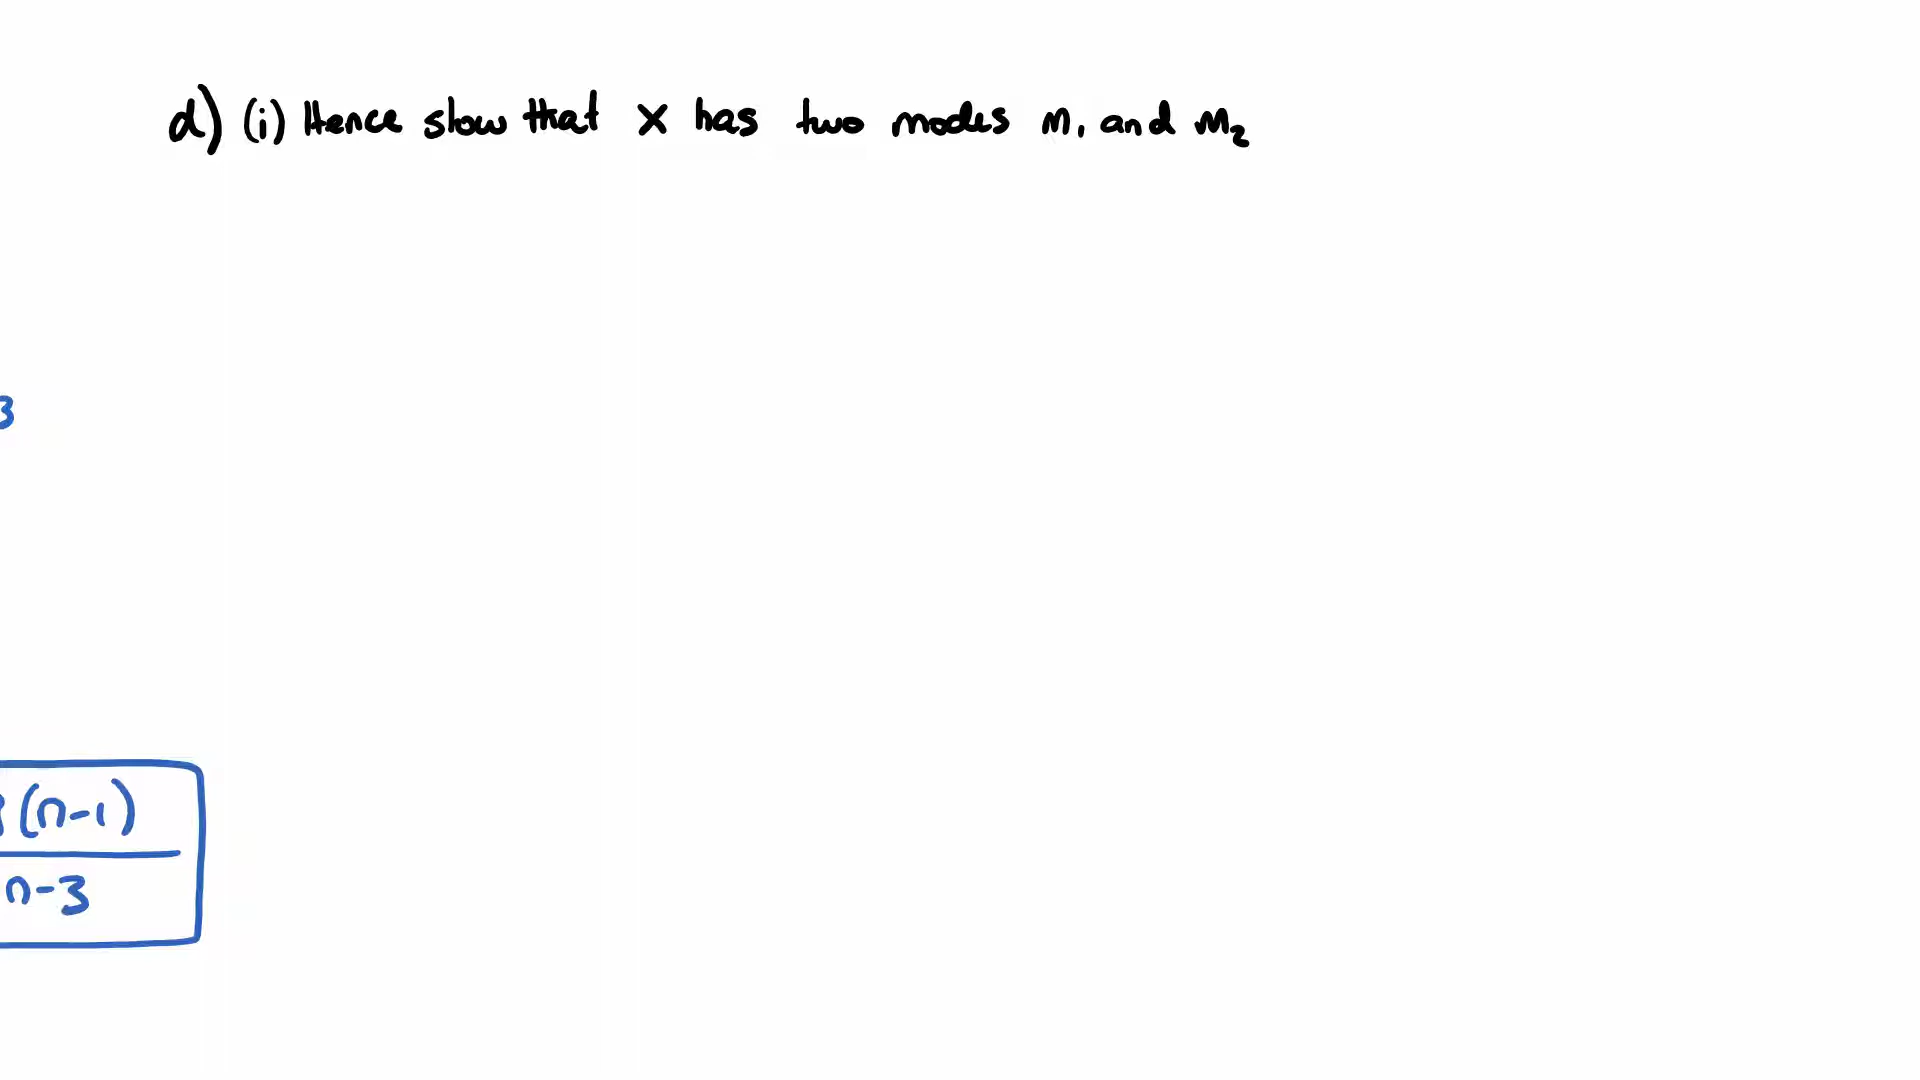 d) (i) Hence show that X has two modes m₁ and m₂
3
(n-1)
n-3